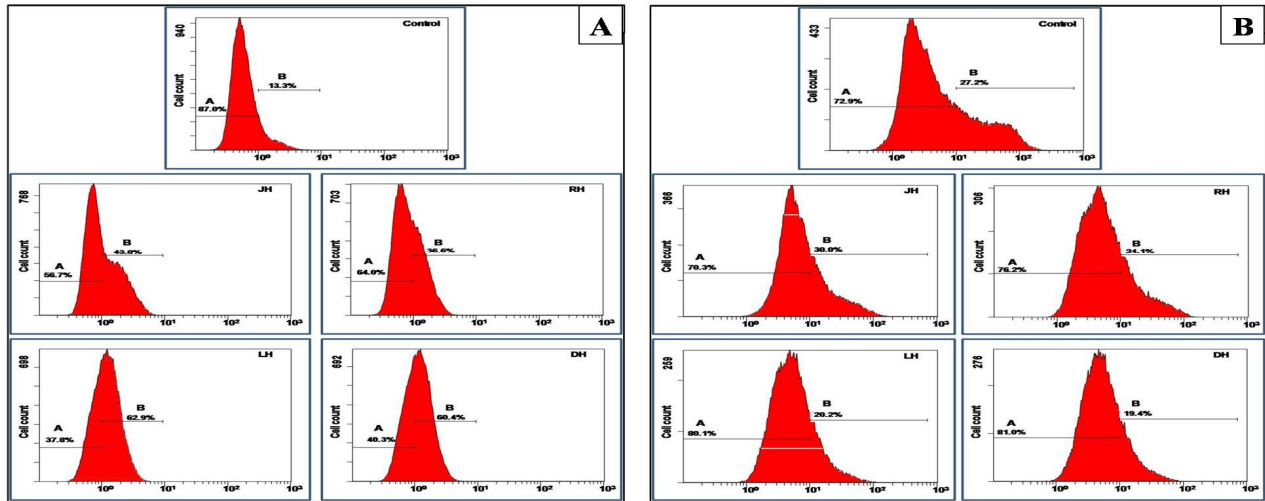 A
Control
940
Cell count
A
87.0%
B
13.3%
10⁰ 10¹ 10² 10³
JH
768
Cell count
A
56.7%
B
43.0%
10⁰ 10¹ 10² 10³
RH
703
Cell count
A
64.0%
B
36.6%
10⁰ 10¹ 10² 10³
LH
698
Cell count
A
37.8%
B
62.9%
10⁰ 10¹ 10² 10³
DH
692
Cell count
A
40.3%
B
60.4%
10⁰ 10¹ 10² 10³
B
Control
433
Cell count
A
72.9%
B
27.2%
10⁰ 10¹ 10² 10³
JH
366
Cell count
A
70.3%
B
30.0%
10⁰ 10¹ 10² 10³
RH
306
Cell count
A
76.2%
B
24.1%
10⁰ 10¹ 10² 10³
LH
259
Cell count
A
80.1%
B
20.2%
10⁰ 10¹ 10² 10³
DH
276
Cell count
A
81.0%
B
19.4%
10⁰ 10¹ 10² 10³